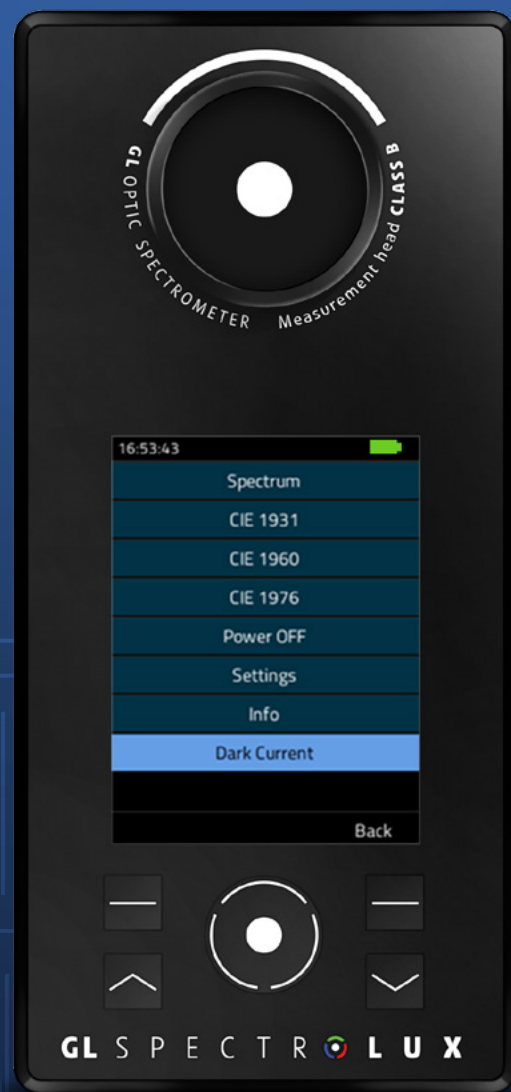 GL OPTIC SPECTROMETER
Measurement head CLASS B
16:53:43
Spectrum
CIE 1931
CIE 1960
CIE 1976
Power OFF
Settings
Info
Dark Current
Back
GL SPECTROLUX